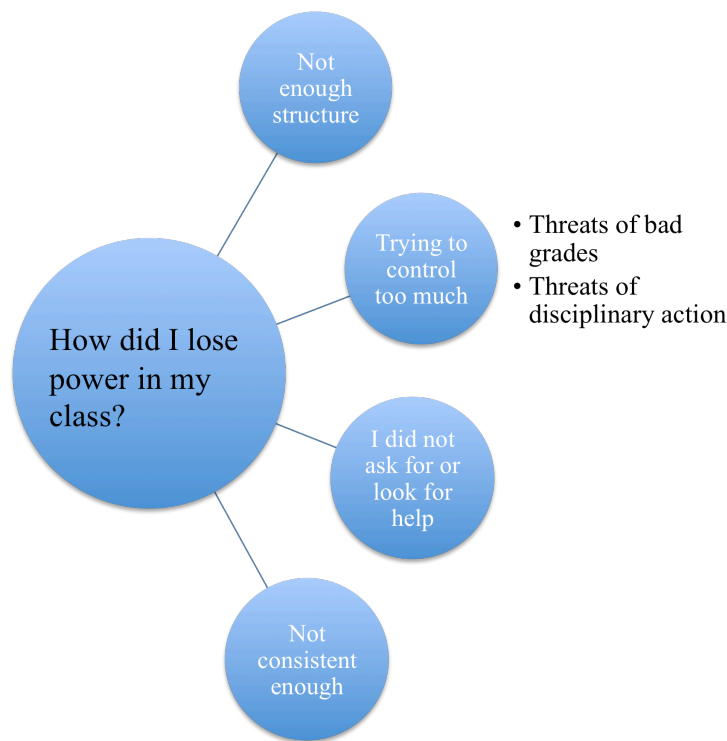 Not
enough
structure
Trying to
control
too much
• Threats of bad
grades
• Threats of
disciplinary action
How did I lose
power in my
class?
I did not
ask for or
look for
help
Not
consistent
enough